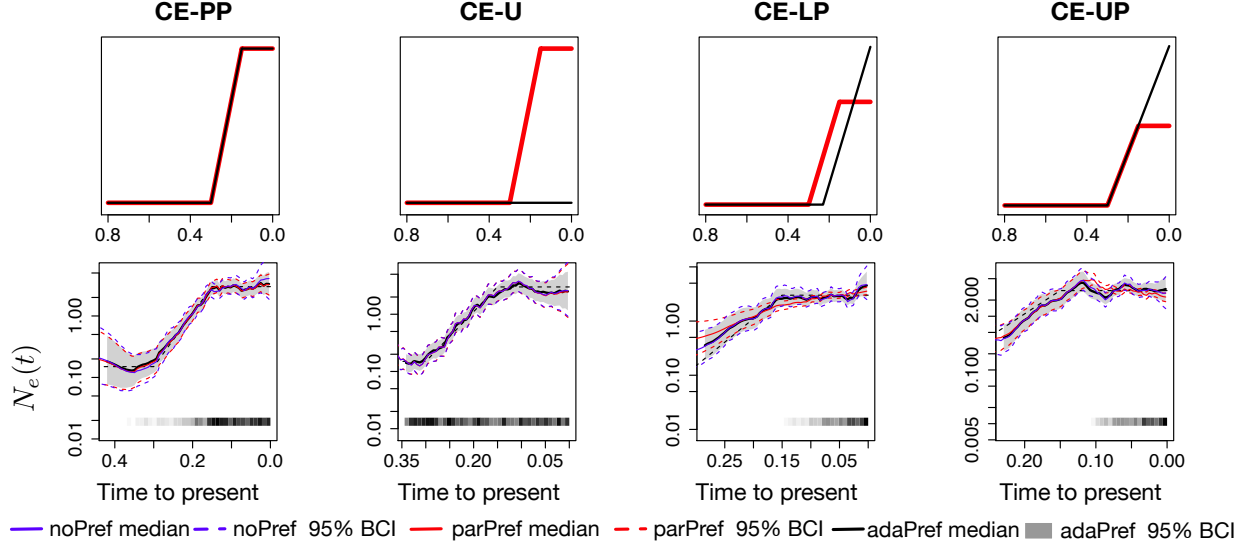 CE-PP CE-U CE-LP CE-UP
0.8 0.4 0.0 0.8 0.4 0.0 0.8 0.4 0.0 0.8 0.4 0.0
N_e(t)
0.01 0.10 1.00
0.01 0.10 1.00
0.01 0.10 1.00
0.005 0.100 2.000
0.4 0.2 0.0 0.35 0.20 0.05 0.25 0.15 0.05 0.20 0.10 0.00
Time to present Time to present Time to present Time to present
noPref median noPref 95% BCI parPref median parPref 95% BCI adaPref median adaPref 95% BCI